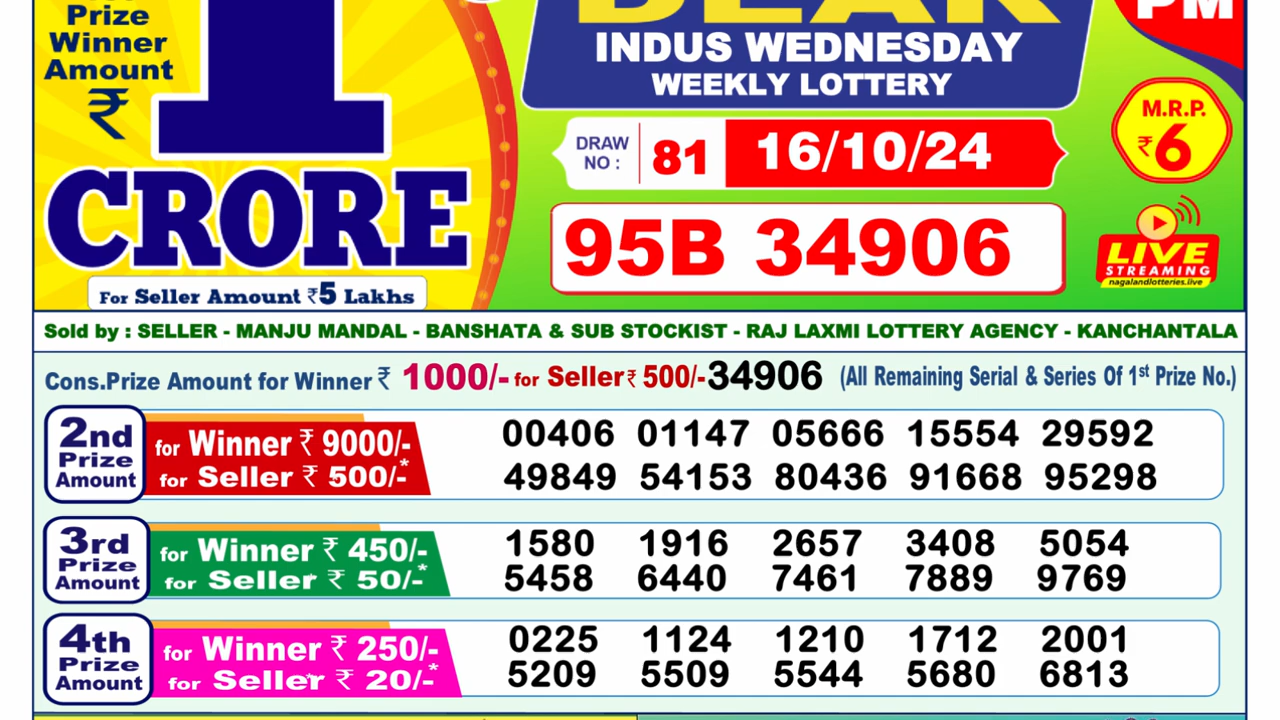 Prize
Winner
Amount
₹
1
CRORE
For Seller Amount ₹5 Lakhs
DEAR
INDUS WEDNESDAY
WEEKLY LOTTERY
PM
DRAW NO : 81 16/10/24
M.R.P.
₹6
95B 34906
LIVE
STREAMING
nagalandlotteries.live
Sold by : SELLER - MANJU MANDAL - BANSHATA & SUB STOCKIST - RAJ LAXMI LOTTERY AGENCY - KANCHANTALA
Cons.Prize Amount for Winner ₹ 1000/- for Seller ₹ 500/- 34906 (All Remaining Serial & Series Of 1st Prize No.)
2nd
Prize
Amount
for Winner ₹ 9000/-
for Seller ₹ 500/-*
00406 01147 05666 15554 29592
49849 54153 80436 91668 95298
3rd
Prize
Amount
for Winner ₹ 450/-
for Seller ₹ 50/-*
1580 1916 2657 3408 5054
5458 6440 7461 7889 9769
4th
Prize
Amount
for Winner ₹ 250/-
for Seller ₹ 20/-*
0225 1124 1210 1712 2001
5209 5509 5544 5680 6813